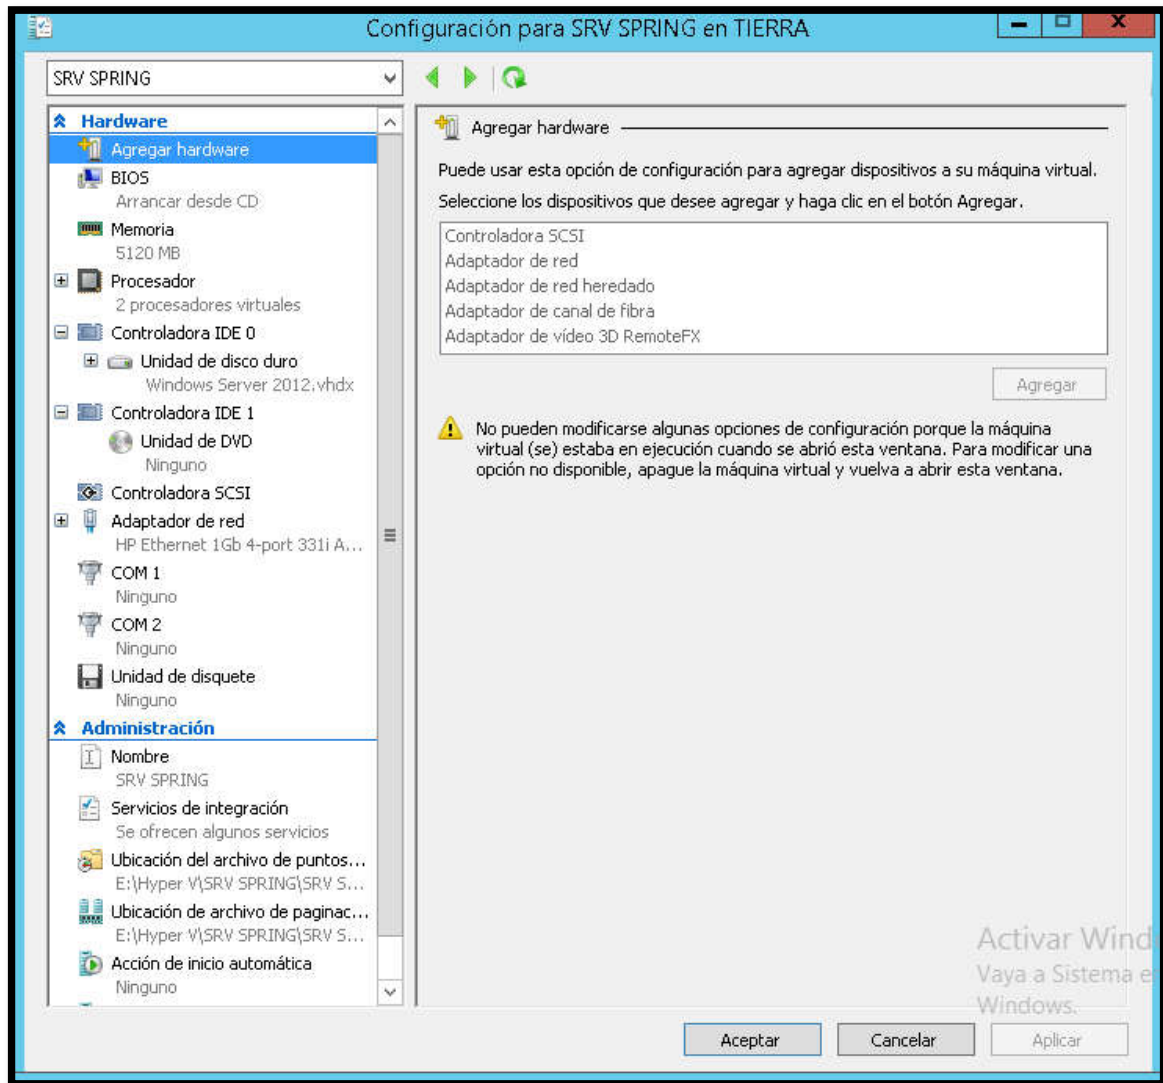 Configuración para SRV SPRING en TIERRA
SRV SPRING
Hardware
Agregar hardware
BIOS
Arrancar desde CD
Memoria
5120 MB
Procesador
2 procesadores virtuales
Controladora IDE 0
Unidad de disco duro
Windows Server 2012.vhdx
Controladora IDE 1
Unidad de DVD
Ninguno
Controladora SCSI
Adaptador de red
HP Ethernet 1Gb 4-port 331i A...
COM 1
Ninguno
COM 2
Ninguno
Unidad de disquete
Ninguno
Administración
Nombre
SRV SPRING
Servicios de integración
Se ofrecen algunos servicios
Ubicación del archivo de puntos...
E:\Hyper V\SRV SPRING\SRV S...
Ubicación de archivo de paginac...
E:\Hyper V\SRV SPRING\SRV S...
Acción de inicio automática
Ninguno
Agregar hardware
Puede usar esta opción de configuración para agregar dispositivos a su máquina virtual.
Seleccione los dispositivos que desee agregar y haga clic en el botón Agregar.
Controladora SCSI
Adaptador de red
Adaptador de red heredado
Adaptador de canal de fibra
Adaptador de vídeo 3D RemoteFX
Agregar
No pueden modificarse algunas opciones de configuración porque la máquina
virtual (se) estaba en ejecución cuando se abrió esta ventana. Para modificar una
opción no disponible, apague la máquina virtual y vuelva a abrir esta ventana.
Activar Wind
Vaya a Sistema e
Windows.
Aceptar
Cancelar
Aplicar